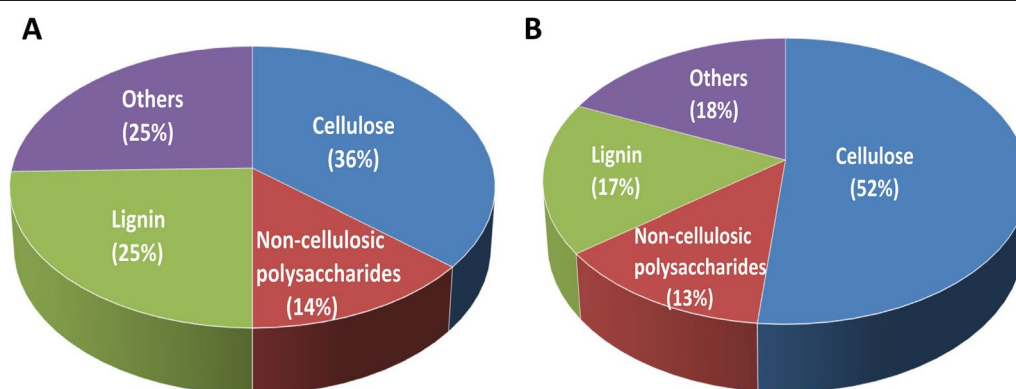 A
Others
(25%)
Cellulose
(36%)
Lignin
(25%)
Non-cellulosic
polysaccharides
(14%)
B
Others
(18%)
Cellulose
(52%)
Lignin
(17%)
Non-cellulosic
polysaccharides
(13%)